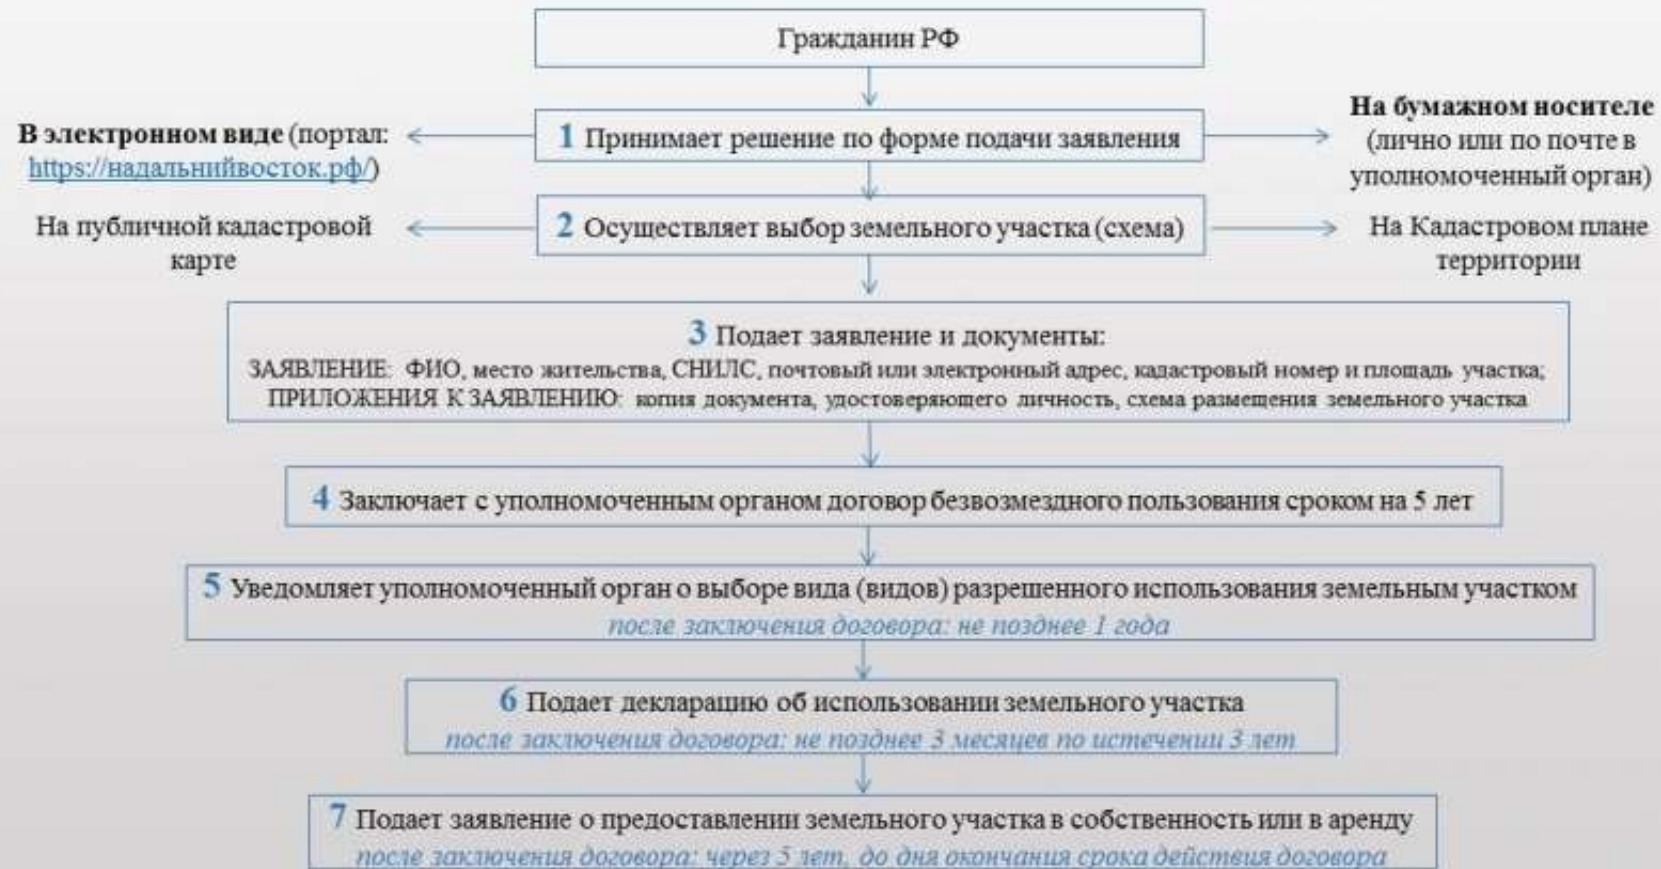 Гражданин РФ
В электронном виде (портал:
https://надальнийвосток.рф/)
1 Принимает решение по форме подачи заявления
На бумажном носителе
(лично или по почте в
уполномоченный орган)
На публичной кадастровой
карте
2 Осуществляет выбор земельного участка (схема)
На Кадастровом плане
территории
3 Подает заявление и документы:
ЗАЯВЛЕНИЕ: ФИО, место жительства, СНИЛС, почтовый или электронный адрес, кадастровый номер и площадь участка;
ПРИЛОЖЕНИЯ К ЗАЯВЛЕНИЮ: копия документа, удостоверяющего личность, схема размещения земельного участка
4 Заключает с уполномоченным органом договор безвозмездного пользования сроком на 5 лет
5 Уведомляет уполномоченный орган о выборе вида (видов) разрешенного использования земельным участком
после заключения договора: не позднее 1 года
6 Подает декларацию об использовании земельного участка
после заключения договора: не позднее 3 месяцев по истечении 3 лет
7 Подает заявление о предоставлении земельного участка в собственность или в аренду
после заключения договора: через 5 лет, до дня окончания срока действия договора